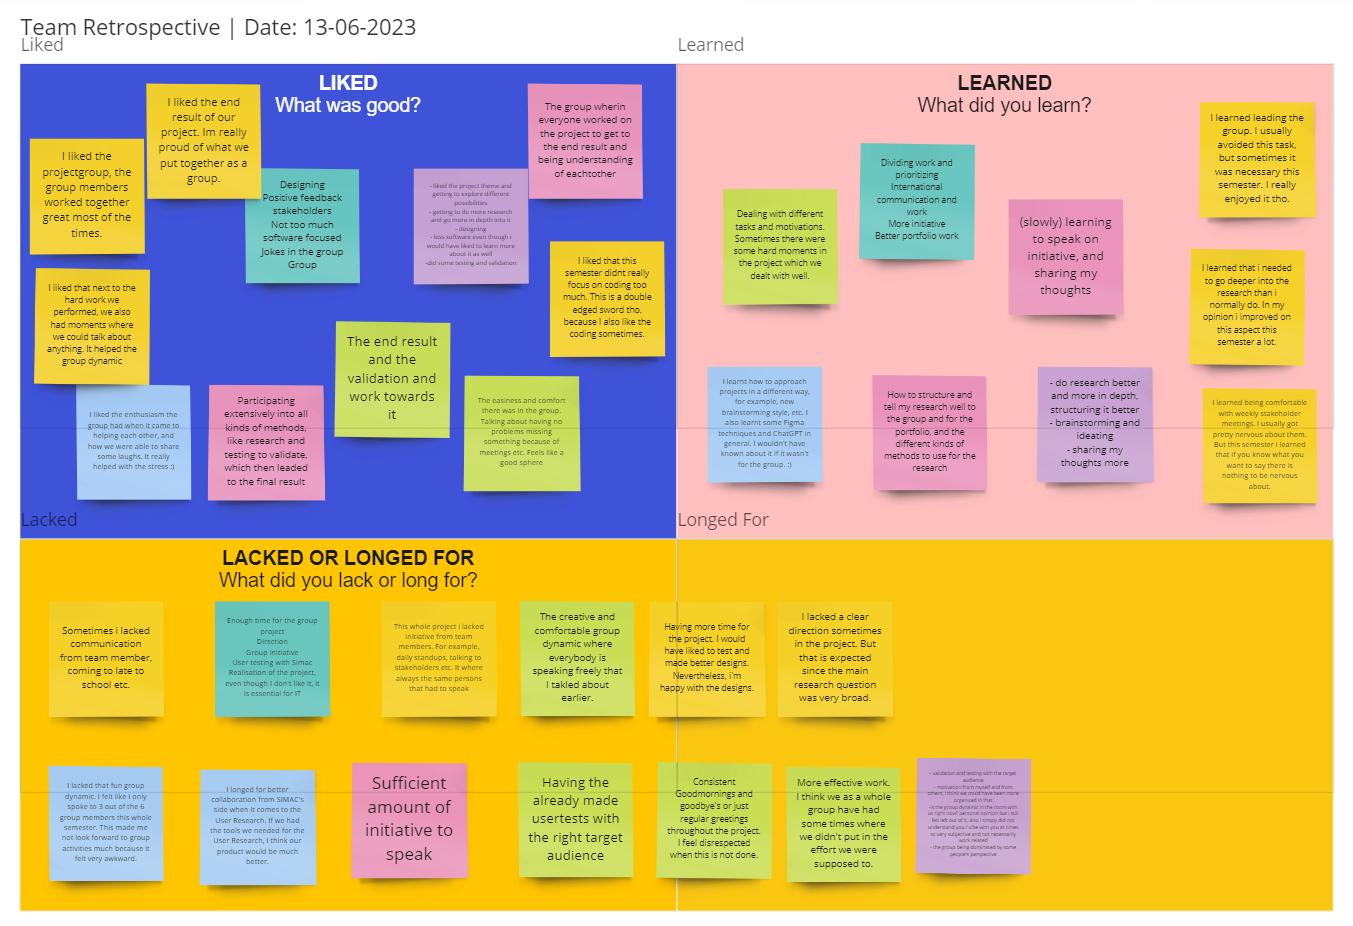 Team Retrospective | Date: 13-06-2023
Liked
LIKED
What was good?
I liked the end
result of our
project. Im really
proud of what we
put together as a
group.
I liked the
projectgroup, the
group members
worked together
great most of the
times.
Designing
Positive feedback
stakeholders
Not too much
software focused
Jokes in the group
Group
- liked the project theme and
getting to explore different
possibilities
- getting to do more research
and go more in depth into it
- designing
- less software even though i
would have liked to learn more
about it as well
-did some testing and validation
The group wherin
everyone worked on
the project to get to
the end result and
being understanding
of eachtother
I liked that next to the
hard work we
performed, we also
had moments where
we could talk about
anything. It helped the
group dynamic
I liked that this
semester didnt really
focus on coding too
much. This is a double
edged sword tho,
because I also like the
coding sometimes.
The end result
and the
validation and
work towards
it
I liked the enthusiasm the
group had when it came to
helping each other, and
how we were able to share
some laughs. It really
helped with the stress :)
Participating
extensively into all
kinds of methods,
like research and
testing to validate,
which then leaded
to the final result
The easiness and comfort
there was in the group.
Talking about having no
problems missing
something because of
meetings etc. Feels like a
good sphere
Learned
LEARNED
What did you learn?
Dealing with different
tasks and motivations.
Sometimes there were
some hard moments in
the project which we
dealt with well.
Dividing work and
prioritizing
International
communication and
work
More initiative
Better portfolio work
(slowly) learning
to speak on
initiative, and
sharing my
thoughts
I learned leading the
group. I usually
avoided this task,
but sometimes it
was necessary this
semester. I really
enjoyed it tho.
I learned that i needed
to go deeper into the
research than i
normally do. In my
opinion i improved on
this aspect this
semester a lot.
I learnt how to approach
projects in a different way,
for example, new
brainstorming style, etc. I
also learnt some Figma
techniques and ChatGPT in
general. I wouldn't have
known about it if it wasn't
for the group. :)
How to structure and
tell my research well to
the group and for the
portfolio, and the
different kinds of
methods to use for the
research
- do research better
and more in depth,
structuring it better
- brainstorming and
ideating
- sharing my
thoughts more
I learned being comfortable
with weekly stakeholder
meetings. I usually got
pretty nervous about them.
But this semester I learned
that if you know what you
want to say there is
nothing to be nervous
about.
Lacked
Longed For
LACKED OR LONGED FOR
What did you lack or long for?
Sometimes i lacked
communication
from team member,
coming to late to
school etc.
Enough time for the group
project
Direction
Group initiative
User testing with Simac
Realisation of the project,
even though I don't like it, it
is essential for IT
This whole project I lacked
initiative from team
members. For example,
daily standups, talking to
stakeholders etc. It where
always the same persons
that had to speak
The creative and
comfortable group
dynamic where
everybody is
speaking freely that
I takled about
earlier.
Having more time for
the project. I would
have liked to test and
made better designs.
Nevertheless, i'm
happy with the designs.
I lacked a clear
direction sometimes
in the project. But
that is expected
since the main
research question
was very broad.
I lacked that fun group
dynamic. I felt like I only
spoke to 3 out of the 6
group members this whole
semester. This made me
not look forward to group
activities much because it
felt very awkward.
I longed for better
collaboration from SIMAC's
side when it comes to the
User Research. If we had
the tools we needed for the
User Research, I think our
product would be much
better.
Sufficient
amount of
initiative to
speak
Having the
already made
usertests with
the right target
audience
Consistent
Goodmornings and
goodbye's or just
regular greetings
throughout the project.
I feel disrespected
when this is not done.
More effective work.
I think we as a whole
group have had
some times where
we didn't put in the
effort we were
supposed to.
- validation and testing with the target
audience
- motivation from myself and from
others, i think we could have been more
organised in that
-is the group dynamic in the room with
us right now? personal opinion but i still
felt left out of it, also i simply did not
understand you i vibe with you at times
so very subjective and not necessarily
work related
- the group being dominated by some
people's perspective